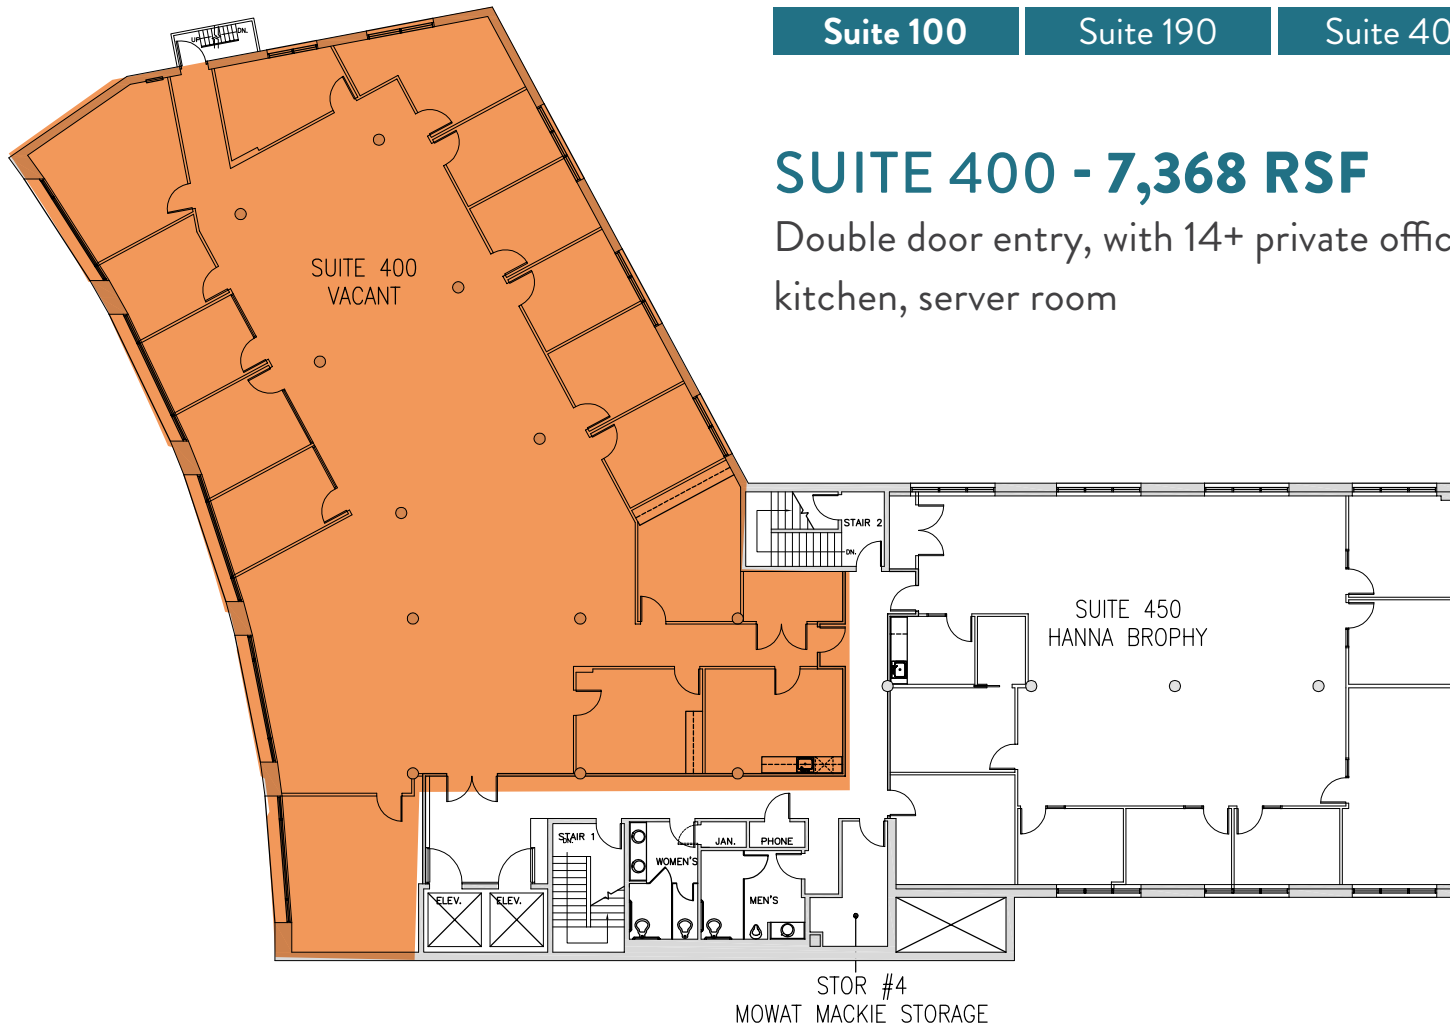 Suite 100
Suite 190
Suite 40
SUITE 400 - 7,368 RSF
Double door entry, with 14+ private offic
kitchen, server room
UP
DN.
SUITE 400
VACANT
STAIR 2
DN.
SUITE 450
HANNA BROPHY
STAIR 1
DN.
JAN.
PHONE
WOMEN'S
MEN'S
ELEV.
ELEV.
STOR #4
MOWAT MACKIE STORAGE